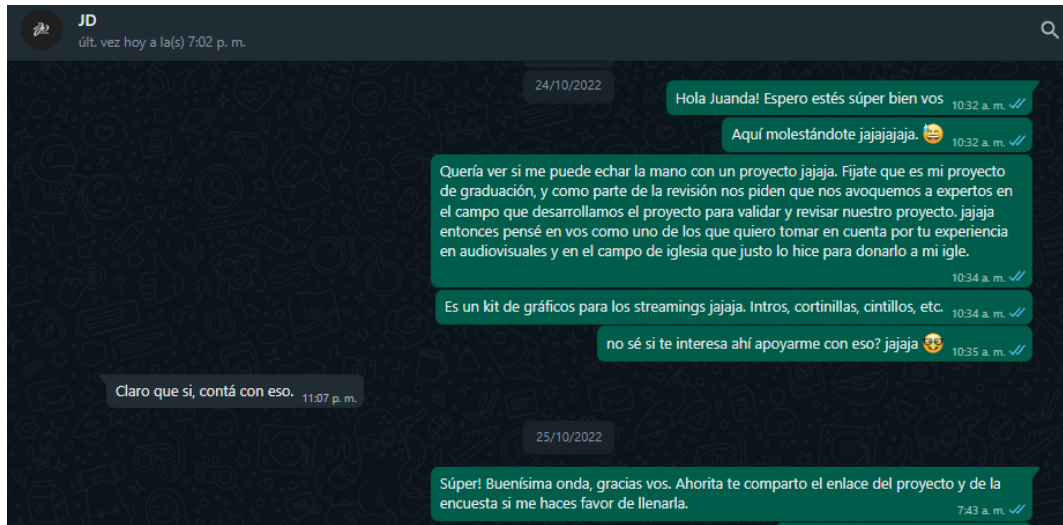 JD
últ. vez hoy a la(s) 7:02 p. m.
24/10/2022
Hola Juanda! Espero estés súper bien vos 10:32 a. m.
Aquí molestándote jajajajaja. 😅 10:32 a. m.
Quería ver si me puede echar la mano con un proyecto jajaja. Fijate que es mi proyecto
de graduación, y como parte de la revisión nos piden que nos avoquemos a expertos en
el campo que desarrollamos el proyecto para validar y revisar nuestro proyecto. jajaja
entonces pensé en vos como uno de los que quiero tomar en cuenta por tu experiencia
en audiovisuales y en el campo de iglesia que justo lo hice para donarlo a mi igle.
10:34 a. m.
Es un kit de gráficos para los streamings jajaja. Intros, cortinillas, cintillos, etc. 10:34 a. m.
no sé si te interesa ahí apoyarme con eso? jajaja 🤓 10:35 a. m.
Claro que si, contá con eso. 11:07 p. m.
25/10/2022
Súper! Buenísima onda, gracias vos. Ahorita te comparto el enlace del proyecto y de la
encuesta si me haces favor de llenarla. 7:43 a. m.